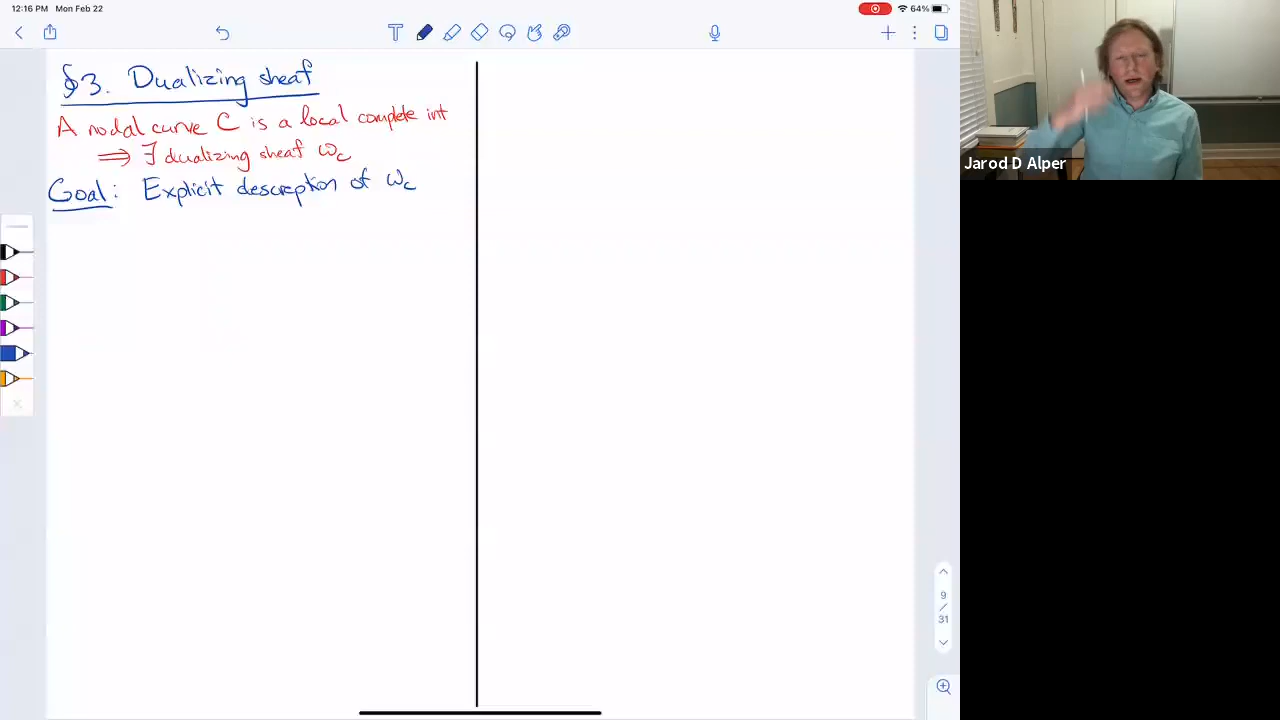 12:16 PM Mon Feb 22
64%
§3. Dualizing sheaf
A nodal curve C is a local complete int
⟹ ∃ dualizing sheaf ω_C
Goal: Explicit description of ω_C
Jarod D Alper
9
/
31